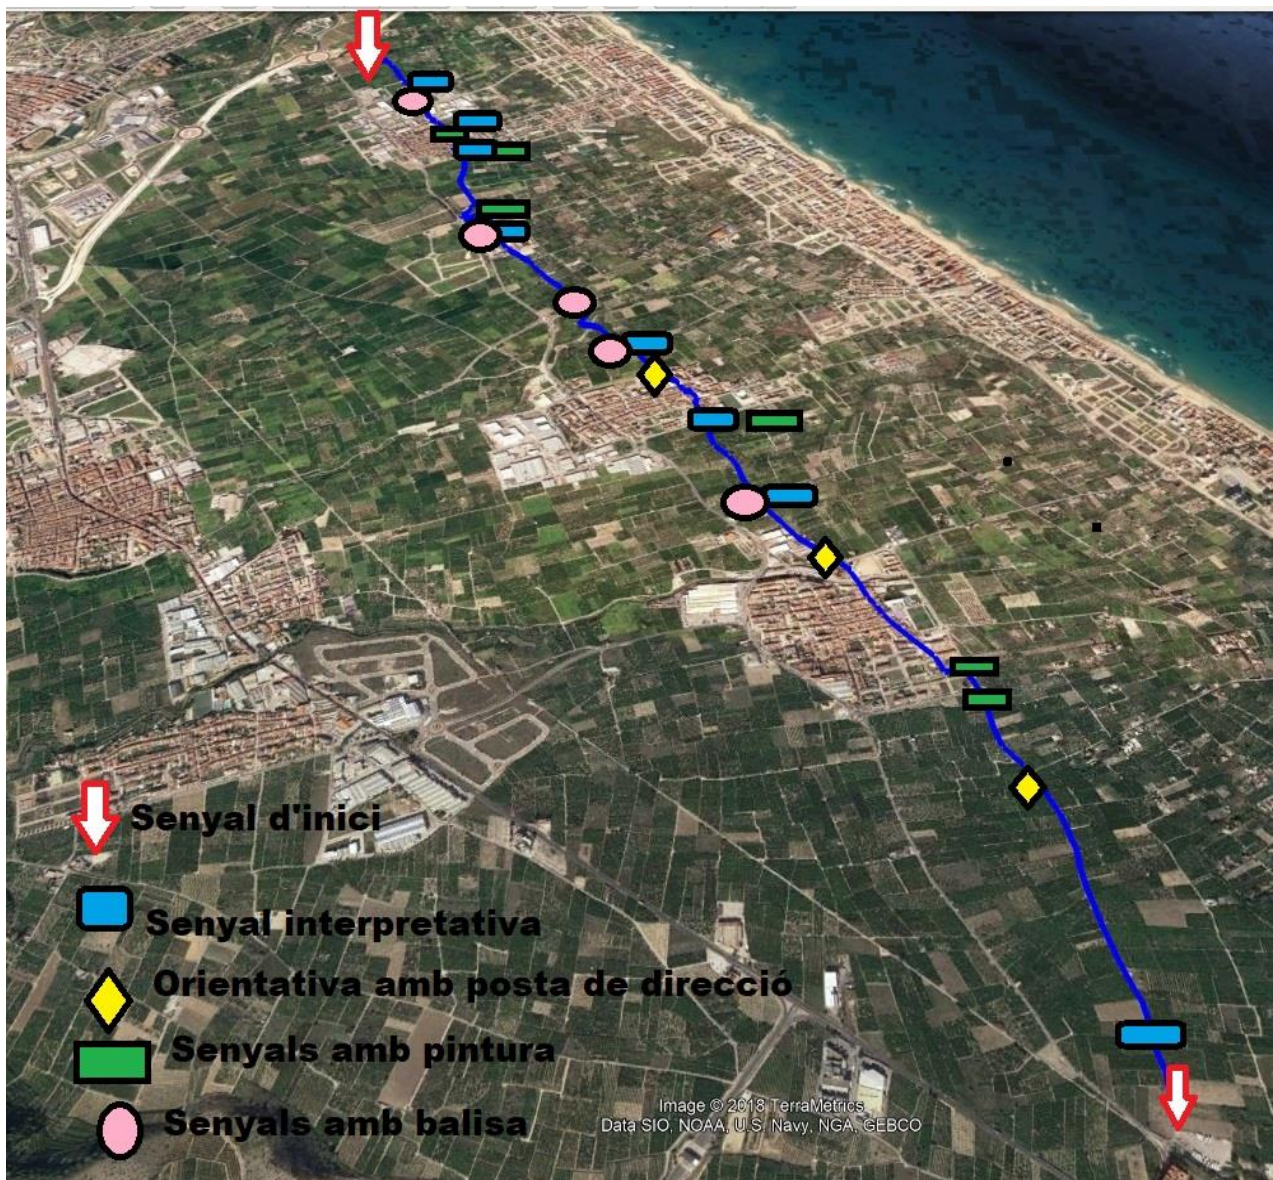 Senyal d'inici
Senyal interpretativa
Orientativa amb posta de direcció
Senyals amb pintura
Senyals amb balisa
Image © 2018 TerraMetrics
Data SIO, NOAA, U.S. Navy, NGA, GEBCO